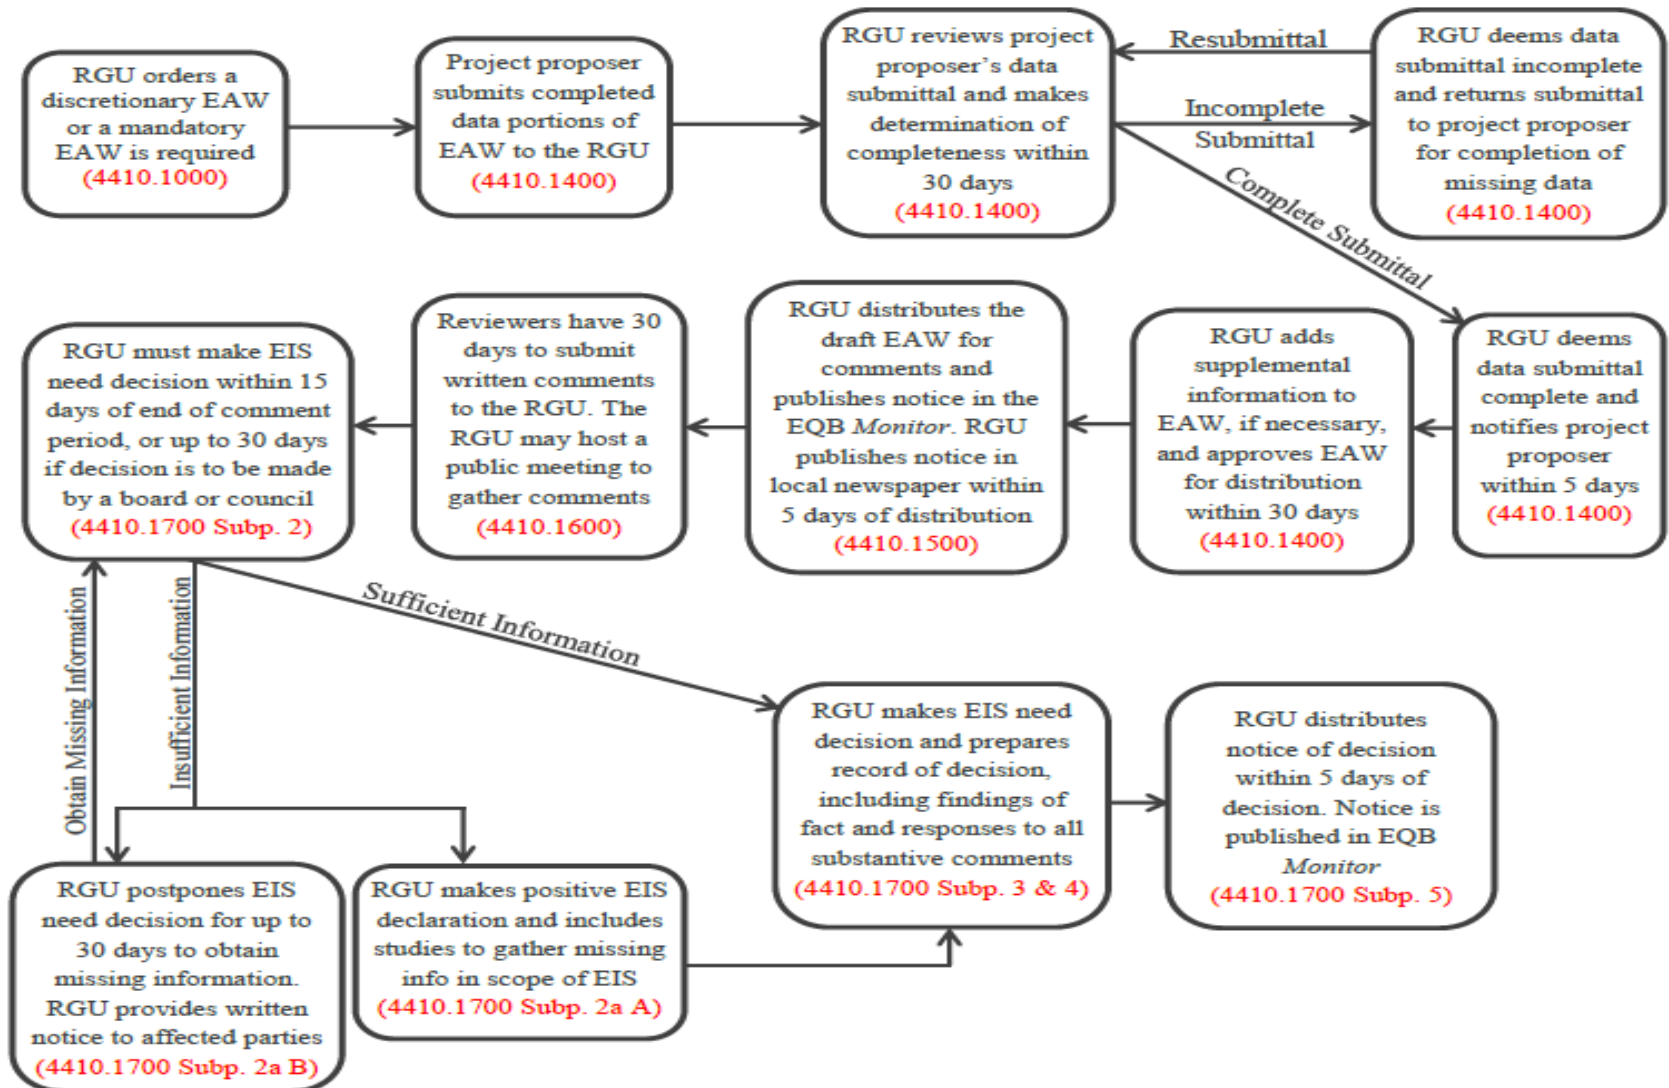 RGU orders a
discretionary EAW
or a mandatory
EAW is required
(4410.1000)
Project proposer
submits completed
data portions of
EAW to the RGU
(4410.1400)
RGU reviews project
proposer's data
submittal and makes
determination of
completeness within
30 days
(4410.1400)
Resubmittal
Incomplete
Submittal
RGU deems data
submittal incomplete
and returns submittal
to project proposer
for completion of
missing data
(4410.1400)
Complete Submittal
RGU deems
data submittal
complete and
notifies project
proposer
within 5 days
(4410.1400)
RGU adds
supplemental
information to
EAW, if necessary,
and approves EAW
for distribution
within 30 days
(4410.1400)
RGU distributes the
draft EAW for
comments and
publishes notice in the
EQB Monitor. RGU
publishes notice in
local newspaper within
5 days of distribution
(4410.1500)
Reviewers have 30
days to submit
written comments
to the RGU. The
RGU may host a
public meeting to
gather comments
(4410.1600)
RGU must make EIS
need decision within 15
days of end of comment
period, or up to 30 days
if decision is to be made
by a board or council
(4410.1700 Subp. 2)
Obtain Missing Information
Insufficient Information
Sufficient Information
RGU postpones EIS
need decision for up to
30 days to obtain
missing information.
RGU provides written
notice to affected parties
(4410.1700 Subp. 2a B)
RGU makes positive EIS
declaration and includes
studies to gather missing
info in scope of EIS
(4410.1700 Subp. 2a A)
RGU makes EIS need
decision and prepares
record of decision,
including findings of
fact and responses to all
substantive comments
(4410.1700 Subp. 3 & 4)
RGU distributes
notice of decision
within 5 days of
decision. Notice is
published in EQB
Monitor
(4410.1700 Subp. 5)